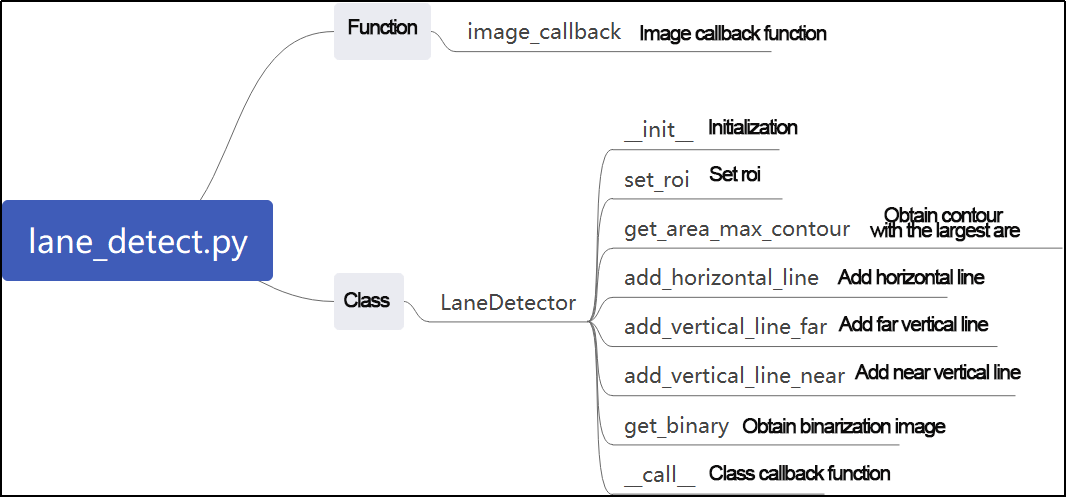 Function
image_callback Image callback function
__init__ Initialization
set_roi Set roi
get_area_max_contour Obtain contour
with the largest are
lane_detect.py
add_horizontal_line Add horizontal line
Class
LaneDetector
add_vertical_line_far Add far vertical line
add_vertical_line_near Add near vertical line
get_binary Obtain binarization image
__call__ Class callback function